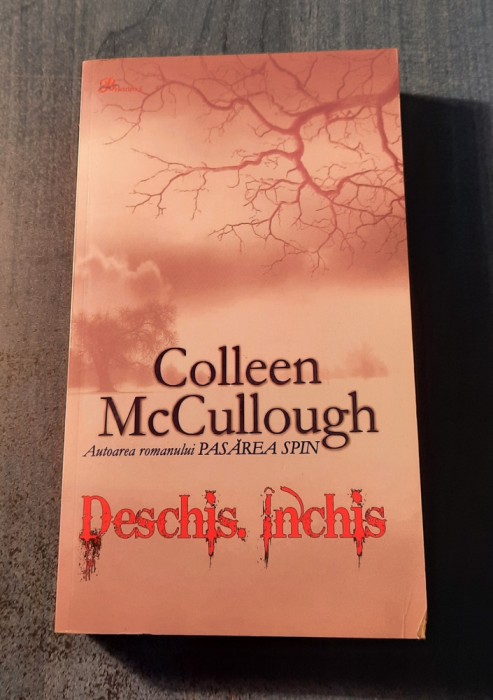 Colleen
McCullough
Autoarea romanului PASĂREA SPIN
Deschis. Închis